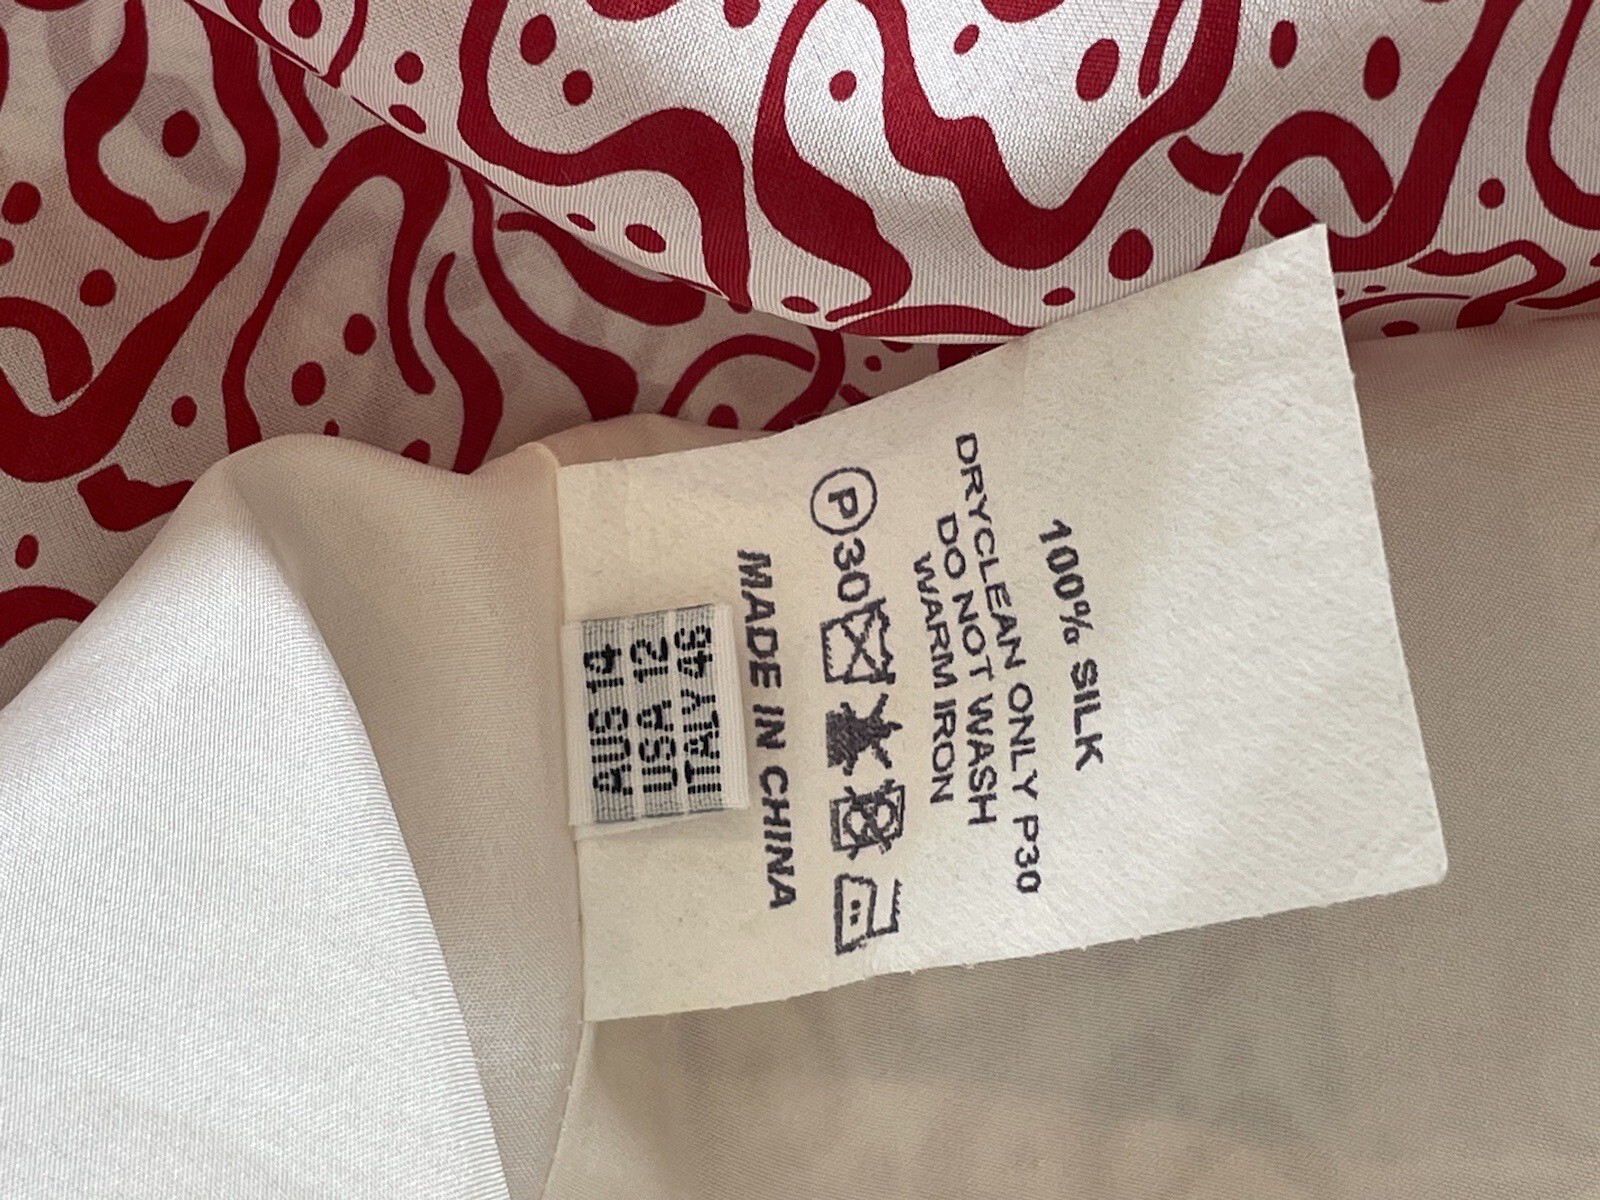 100% SILK
DRYCLEAN ONLY P30
DO NOT WASH
WARM IRON
P 30
MADE IN CHINA
AUS 14
USA 12
ITALY 46